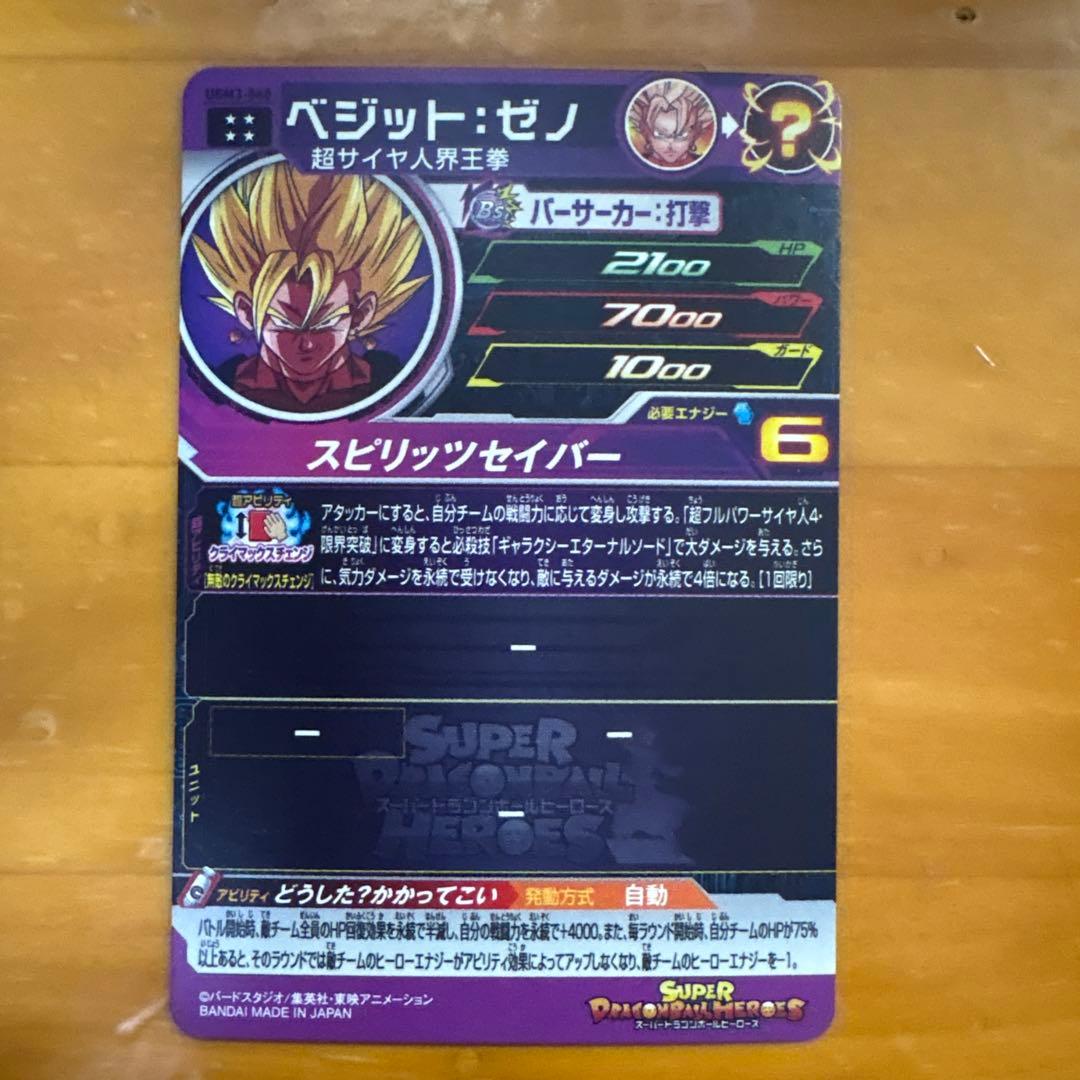 ベジット:ゼノ
超サイヤ人界王拳
?
Bs バーサーカー:打撃
HP
2100
パワー
7000
ガード
1000
必要エナジー
6
スピリッツセイバー
超アビリティ
超アビリティ
クライマックスチェンジ
[無敵のクライマックスチェンジ]
アタッカーにすると、自分チームの戦闘力に応じて変身し攻撃する。「超フルパワーサイヤ人4・
限界突破」に変身すると必殺技「ギャラクシーエターナルソード」で大ダメージを与える。さら
に、気力ダメージを永続で受けなくなり、敵に与えるダメージが永続で4倍になる。[1回限り]
ー
ユニット
ー
ー
ー
SUPER
DRAGONBALL
スーパードラゴンボールヒーローズ
HEROES
アビリティ どうした?かかってこい 発動方式 自動
バトル開始時、敵チーム全員のHP回復効果を永続で半減し、自分の戦闘力を永続で+4000。また、毎ラウンド開始時、自分チームのHPが75%
以上あると、そのラウンドでは敵チームのヒーローエナジーがアビリティ効果によってアップしなくなり、敵チームのヒーローエナジーを-1。
©バードスタジオ/集英社・東映アニメーション
BANDAI MADE IN JAPAN
SUPER
DRAGONBALL HEROES
スーパードラゴンボールヒーローズ